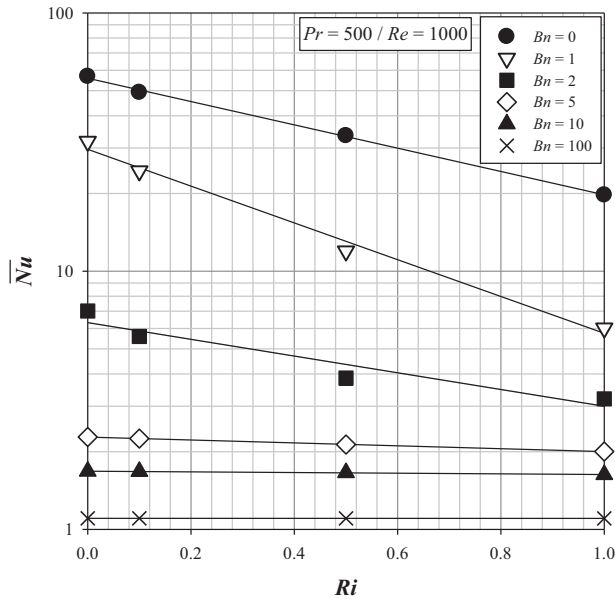 100
Pr = 500 / Re = 1000
Bn = 0
Bn = 1
Bn = 2
Bn = 5
Bn = 10
Bn = 100
10
Nu
1
0.0 0.2 0.4 0.6 0.8 1.0
Ri